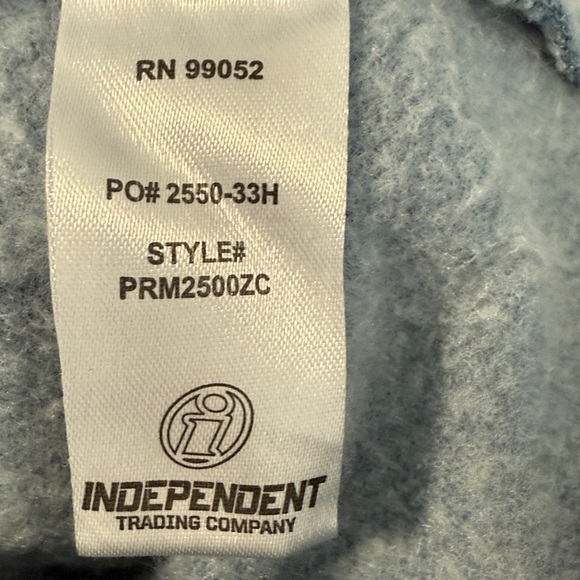 RN 99052
PO# 2550-33H
STYLE#
PRM2500ZC
i
INDEPENDENT
TRADING COMPANY